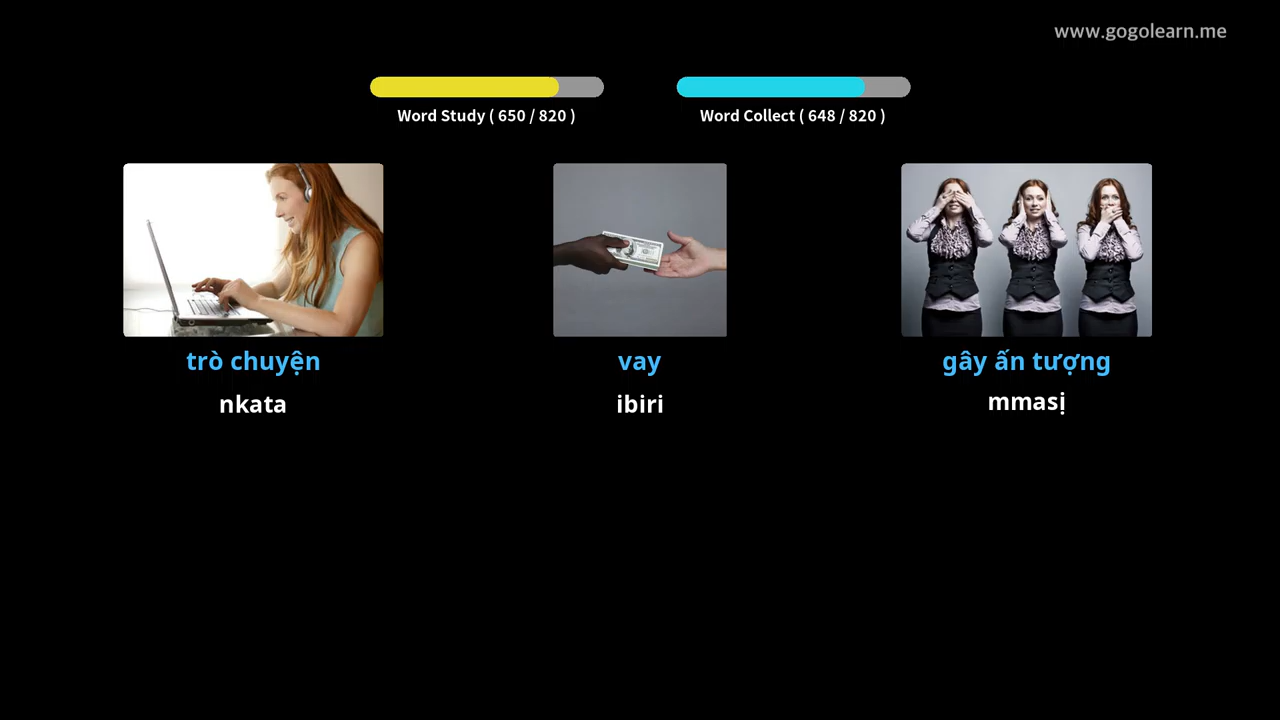 www.gogolearn.me
Word Study ( 650 / 820 )
Word Collect ( 648 / 820 )
trò chuyện
vay
gây ấn tượng
nkata
ibiri
mmasị